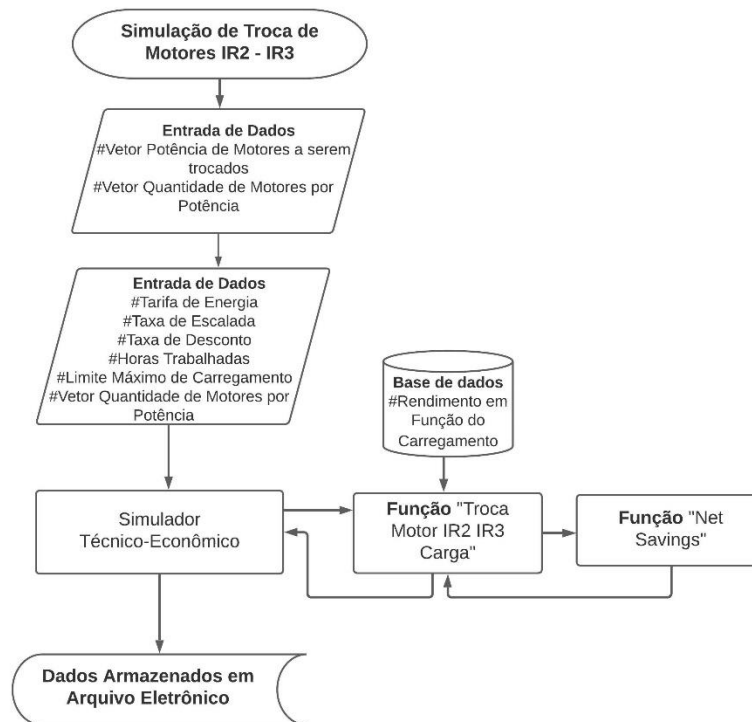 Simulação de Troca de
Motores IR2 - IR3
Entrada de Dados
#Vetor Potência de Motores a serem
trocados
#Vetor Quantidade de Motores por
Potência
Entrada de Dados
#Tarifa de Energia
#Taxa de Escalada
#Taxa de Desconto
#Horas Trabalhadas
#Limite Máximo de Carregamento
#Vetor Quantidade de Motores por
Potência
Base de dados
#Rendimento em
Função do
Carregamento
Simulador
Técnico-Econômico
Função "Troca
Motor IR2 IR3
Carga"
Função "Net
Savings"
Dados Armazenados em
Arquivo Eletrônico